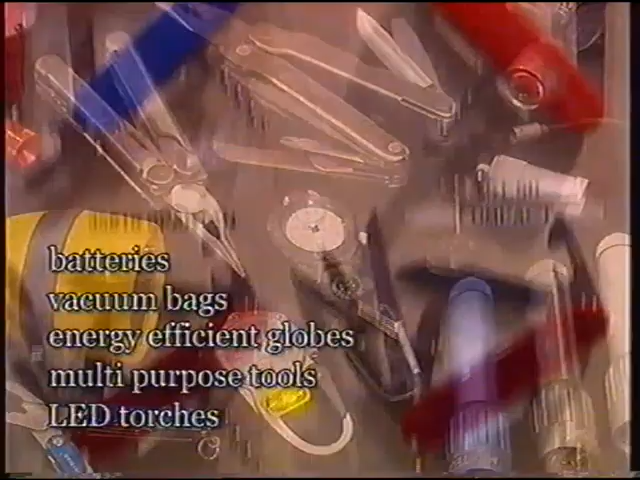 batteries
vacuum bags
energy efficient globes
multi purpose tools
LED torches